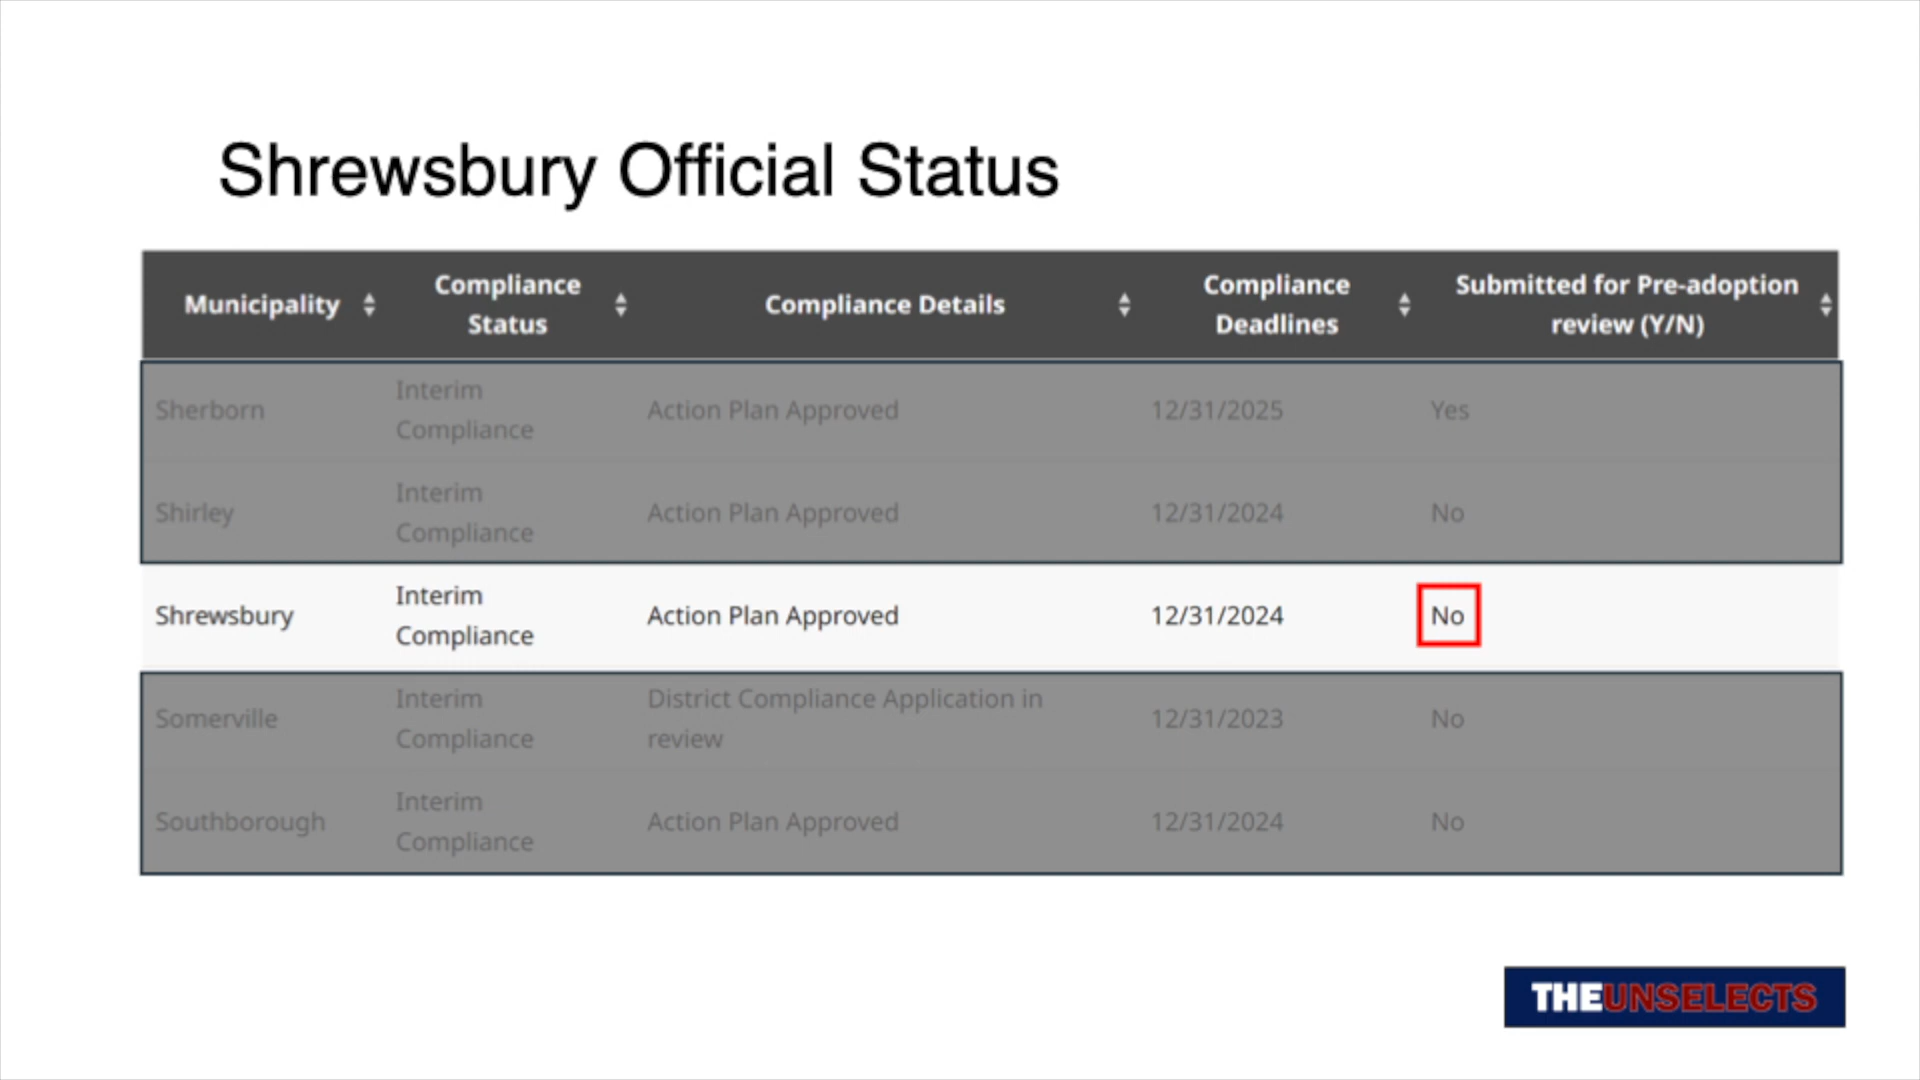 Shrewsbury Official Status
Municipality
Compliance
Status
Compliance Details
Compliance
Deadlines
Submitted for Pre-adoption
review (Y/N)
Sherborn
Interim
Compliance
Action Plan Approved
12/31/2025
Yes
Shirley
Interim
Compliance
Action Plan Approved
12/31/2024
No
Shrewsbury
Interim
Compliance
Action Plan Approved
12/31/2024
No
Somerville
Interim
Compliance
District Compliance Application in
review
12/31/2023
No
Southborough
Interim
Compliance
Action Plan Approved
12/31/2024
No
THEUNSELECTS